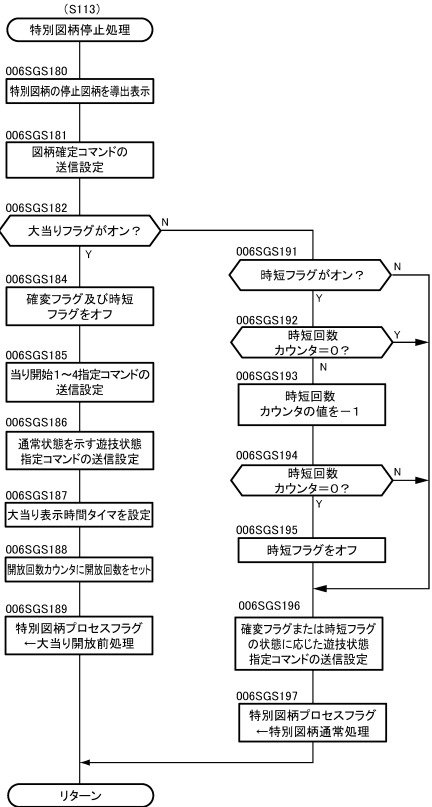 (S113)
特別図柄停止処理
006SGS180
特別図柄の停止図柄を導出表示
006SGS181
図柄確定コマンドの
送信設定
006SGS182
大当りフラグがオン？
N
Y
006SGS184
確変フラグ及び時短
フラグをオフ
006SGS185
当り開始1～4指定コマンドの
送信設定
006SGS186
通常状態を示す遊技状態
指定コマンドの送信設定
006SGS187
大当り表示時間タイマを設定
006SGS188
開放回数カウンタに開放回数をセット
006SGS189
特別図柄プロセスフラグ
←大当り開放前処理
006SGS191
時短フラグがオン？
N
Y
006SGS192
時短回数
カウンタ＝0？
Y
N
006SGS193
時短回数
カウンタの値を－1
006SGS194
時短回数
カウンタ＝0？
N
Y
006SGS195
時短フラグをオフ
006SGS196
確変フラグまたは時短フラグ
の状態に応じた遊技状態
指定コマンドの送信設定
006SGS197
特別図柄プロセスフラグ
←特別図柄通常処理
リターン